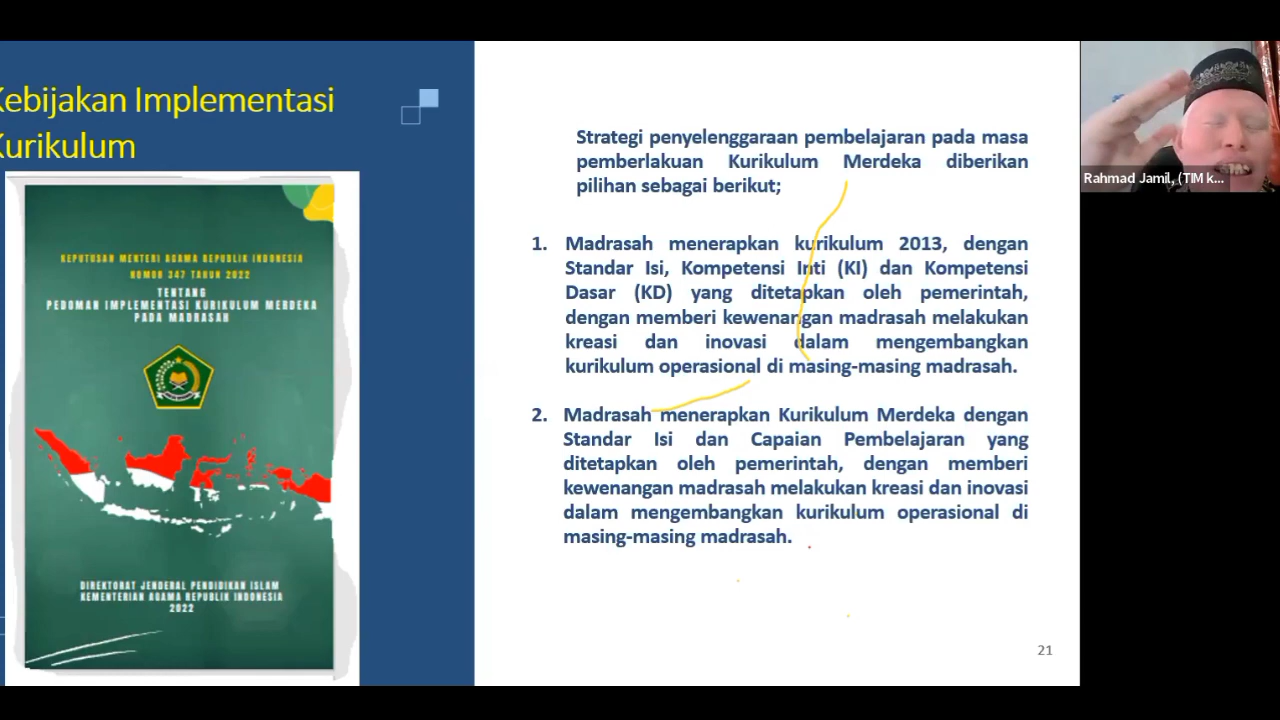 Kebijakan Implementasi
Kurikulum
KEPUTUSAN MENTERI AGAMA REPUBLIK INDONESIA
NOMOR 347 TAHUN 2022
TENTANG
PEDOMAN IMPLEMENTASI KURIKULUM MERDEKA
PADA MADRASAH
DIREKTORAT JENDERAL PENDIDIKAN ISLAM
KEMENTERIAN AGAMA REPUBLIK INDONESIA
2022
Strategi penyelenggaraan pembelajaran pada masa
pemberlakuan Kurikulum Merdeka diberikan
pilihan sebagai berikut;
1. Madrasah menerapkan kurikulum 2013, dengan
Standar Isi, Kompetensi Inti (KI) dan Kompetensi
Dasar (KD) yang ditetapkan oleh pemerintah,
dengan memberi kewenangan madrasah melakukan
kreasi dan inovasi dalam mengembangkan
kurikulum operasional di masing-masing madrasah.
2. Madrasah menerapkan Kurikulum Merdeka dengan
Standar Isi dan Capaian Pembelajaran yang
ditetapkan oleh pemerintah, dengan memberi
kewenangan madrasah melakukan kreasi dan inovasi
dalam mengembangkan kurikulum operasional di
masing-masing madrasah.
21
Rahmad Jamil, (TIM k...